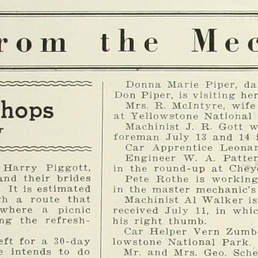 rom the Mec
hops
Harry Piggott,
and their brides
It is estimated
with a route that
where a picnic
ng the refresh-
eft for a 30-day
e intends to do
Donna Marie Piper, da
Don Piper, is visiting her
Mrs. R. McIntyre, wife
at Yellowstone National
Machinist J. R. Gott w
foreman July 13 and 14 i
Car Apprentice Leonar
Engineer W. A. Patter
in the round-up at Chey
Pete Rothe is working
in the master mechanic's
Machinist Al Walker is
received July 11, in which
his right thumb.
Car Helper Vern Zumb
lowstone National Park.
Mr. and Mrs. Geo. Sche